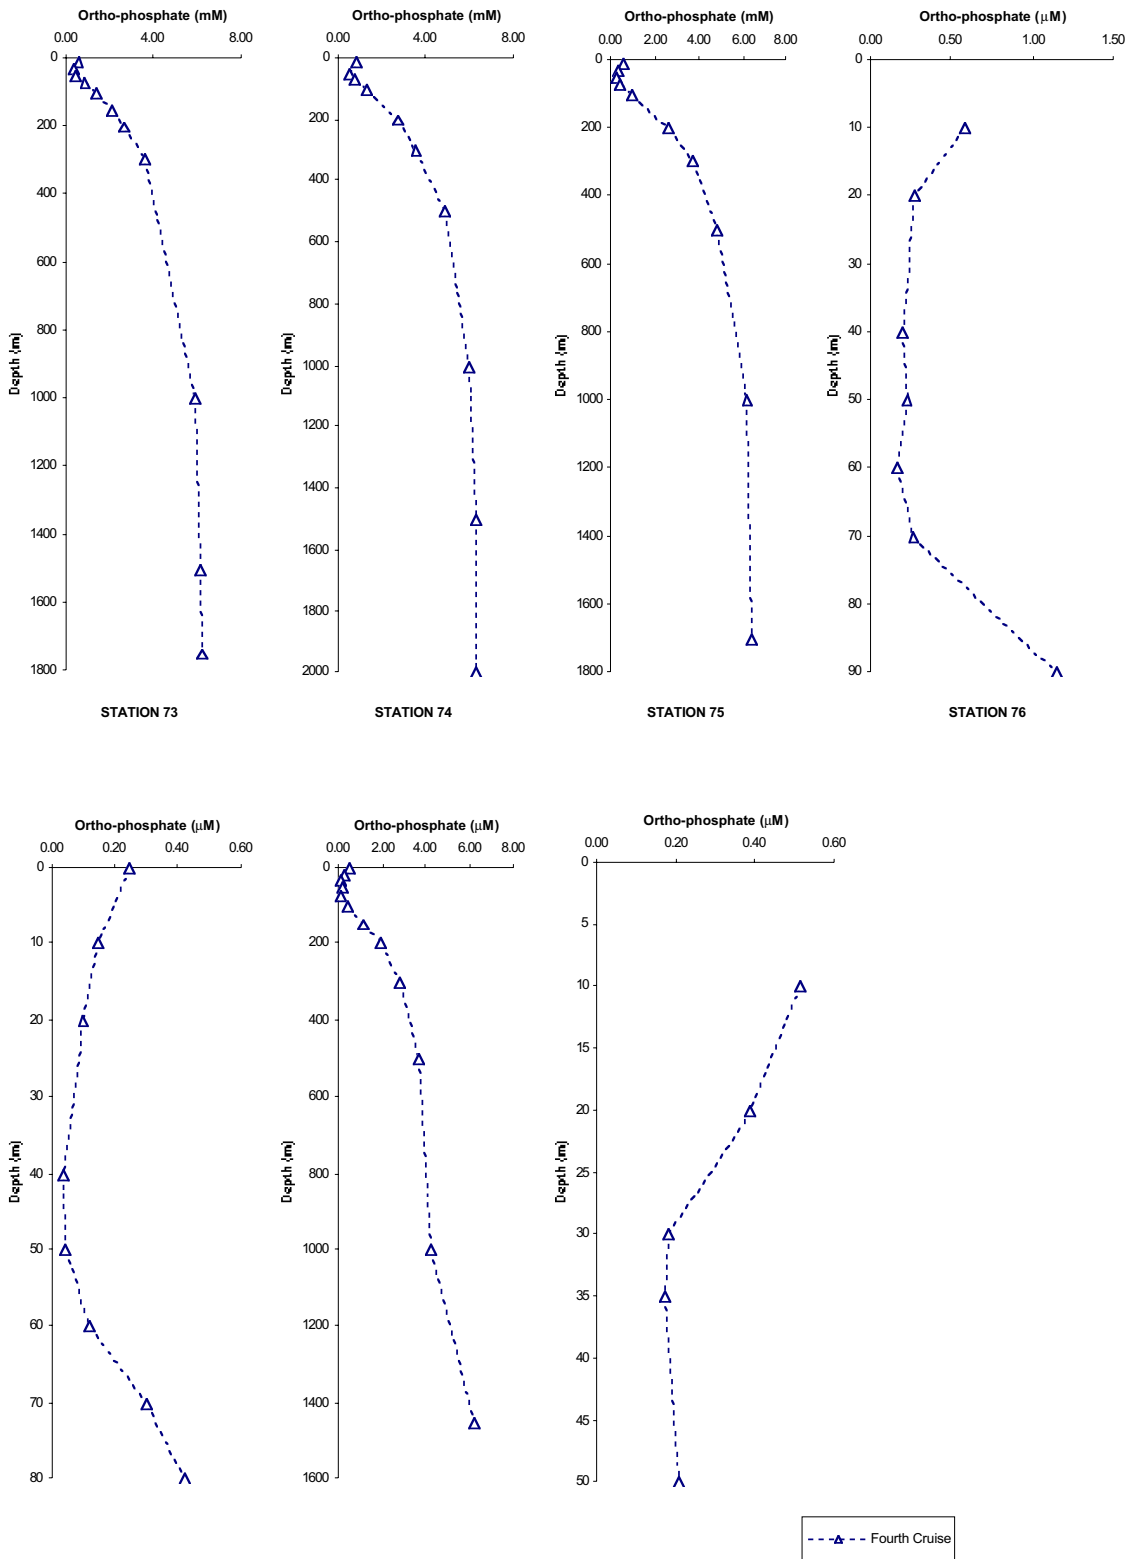 Ortho-phosphate (mM)
0.00 4.00 8.00
0
200
400
600
800
1000
1200
1400
1600
1800
Depth (m)
STATION 73
Ortho-phosphate (mM)
0.00 4.00 8.00
0
200
400
600
800
1000
1200
1400
1600
1800
2000
Depth (m)
STATION 74
Ortho-phosphate (mM)
0.00 2.00 4.00 6.00 8.00
0
200
400
600
800
1000
1200
1400
1600
1800
Depth (m)
STATION 75
Ortho-phosphate (μM)
0.00 0.50 1.00 1.50
0
10
20
30
40
50
60
70
80
90
Depth (m)
STATION 76
Ortho-phosphate (μM)
0.00 0.20 0.40 0.60
0
10
20
30
40
50
60
70
80
Depth (m)
Ortho-phosphate (μM)
0.00 2.00 4.00 6.00 8.00
0
200
400
600
800
1000
1200
1400
1600
Depth (m)
Ortho-phosphate (μM)
0.00 0.20 0.40 0.60
0
5
10
15
20
25
30
35
40
45
50
Depth (m)
Fourth Cruise